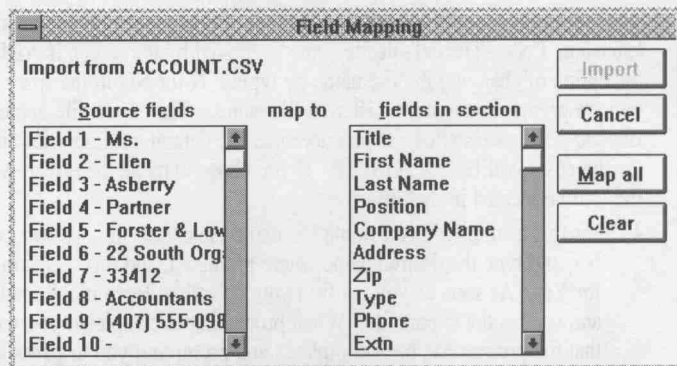 Field Mapping
Import from ACCOUNT.CSV
Source fields map to fields in section
Field 1 - Ms.
Field 2 - Ellen
Field 3 - Asberry
Field 4 - Partner
Field 5 - Forster & Low
Field 6 - 22 South Org
Field 7 - 33412
Field 8 - Accountants
Field 9 - (407) 555-098
Field 10 -
Title
First Name
Last Name
Position
Company Name
Address
Zip
Type
Phone
Extn
Import
Cancel
Map all
Clear